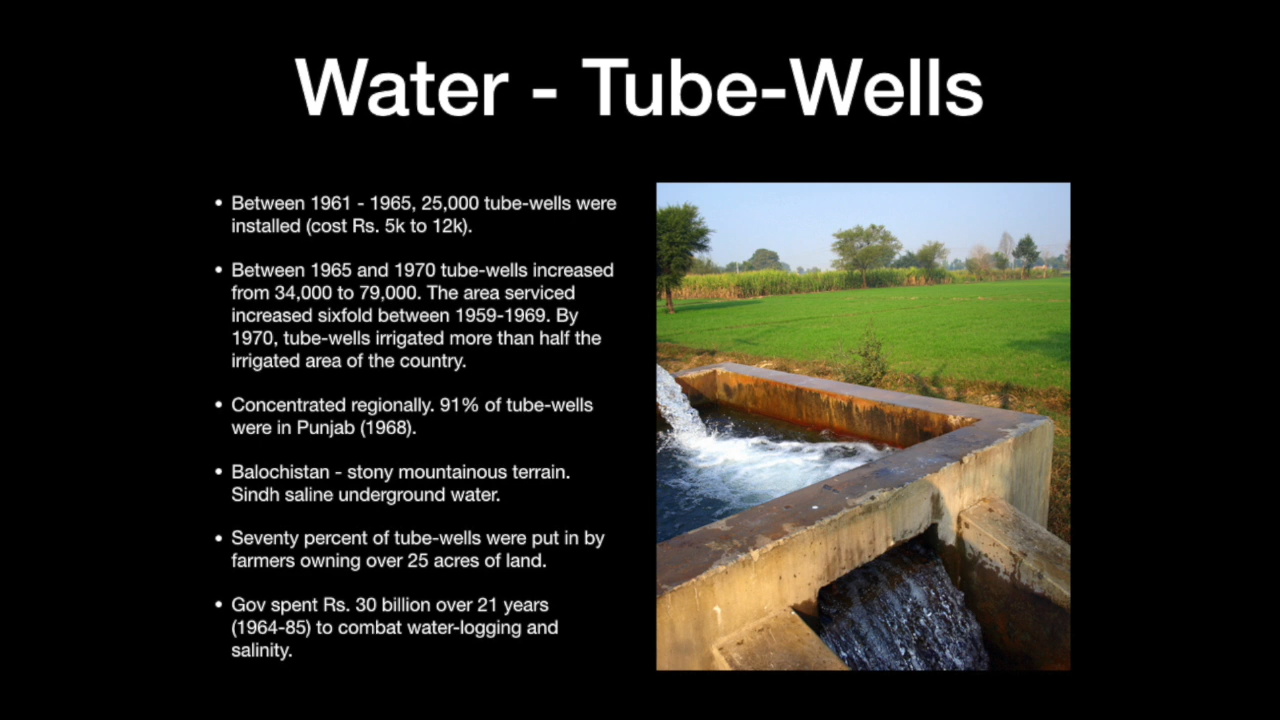 Water - Tube-Wells
• Between 1961 - 1965, 25,000 tube-wells were
installed (cost Rs. 5k to 12k).
• Between 1965 and 1970 tube-wells increased
from 34,000 to 79,000. The area serviced
increased sixfold between 1959-1969. By
1970, tube-wells irrigated more than half the
irrigated area of the country.
• Concentrated regionally. 91% of tube-wells
were in Punjab (1968).
• Balochistan - stony mountainous terrain.
Sindh saline underground water.
• Seventy percent of tube-wells were put in by
farmers owning over 25 acres of land.
• Gov spent Rs. 30 billion over 21 years
(1964-85) to combat water-logging and
salinity.